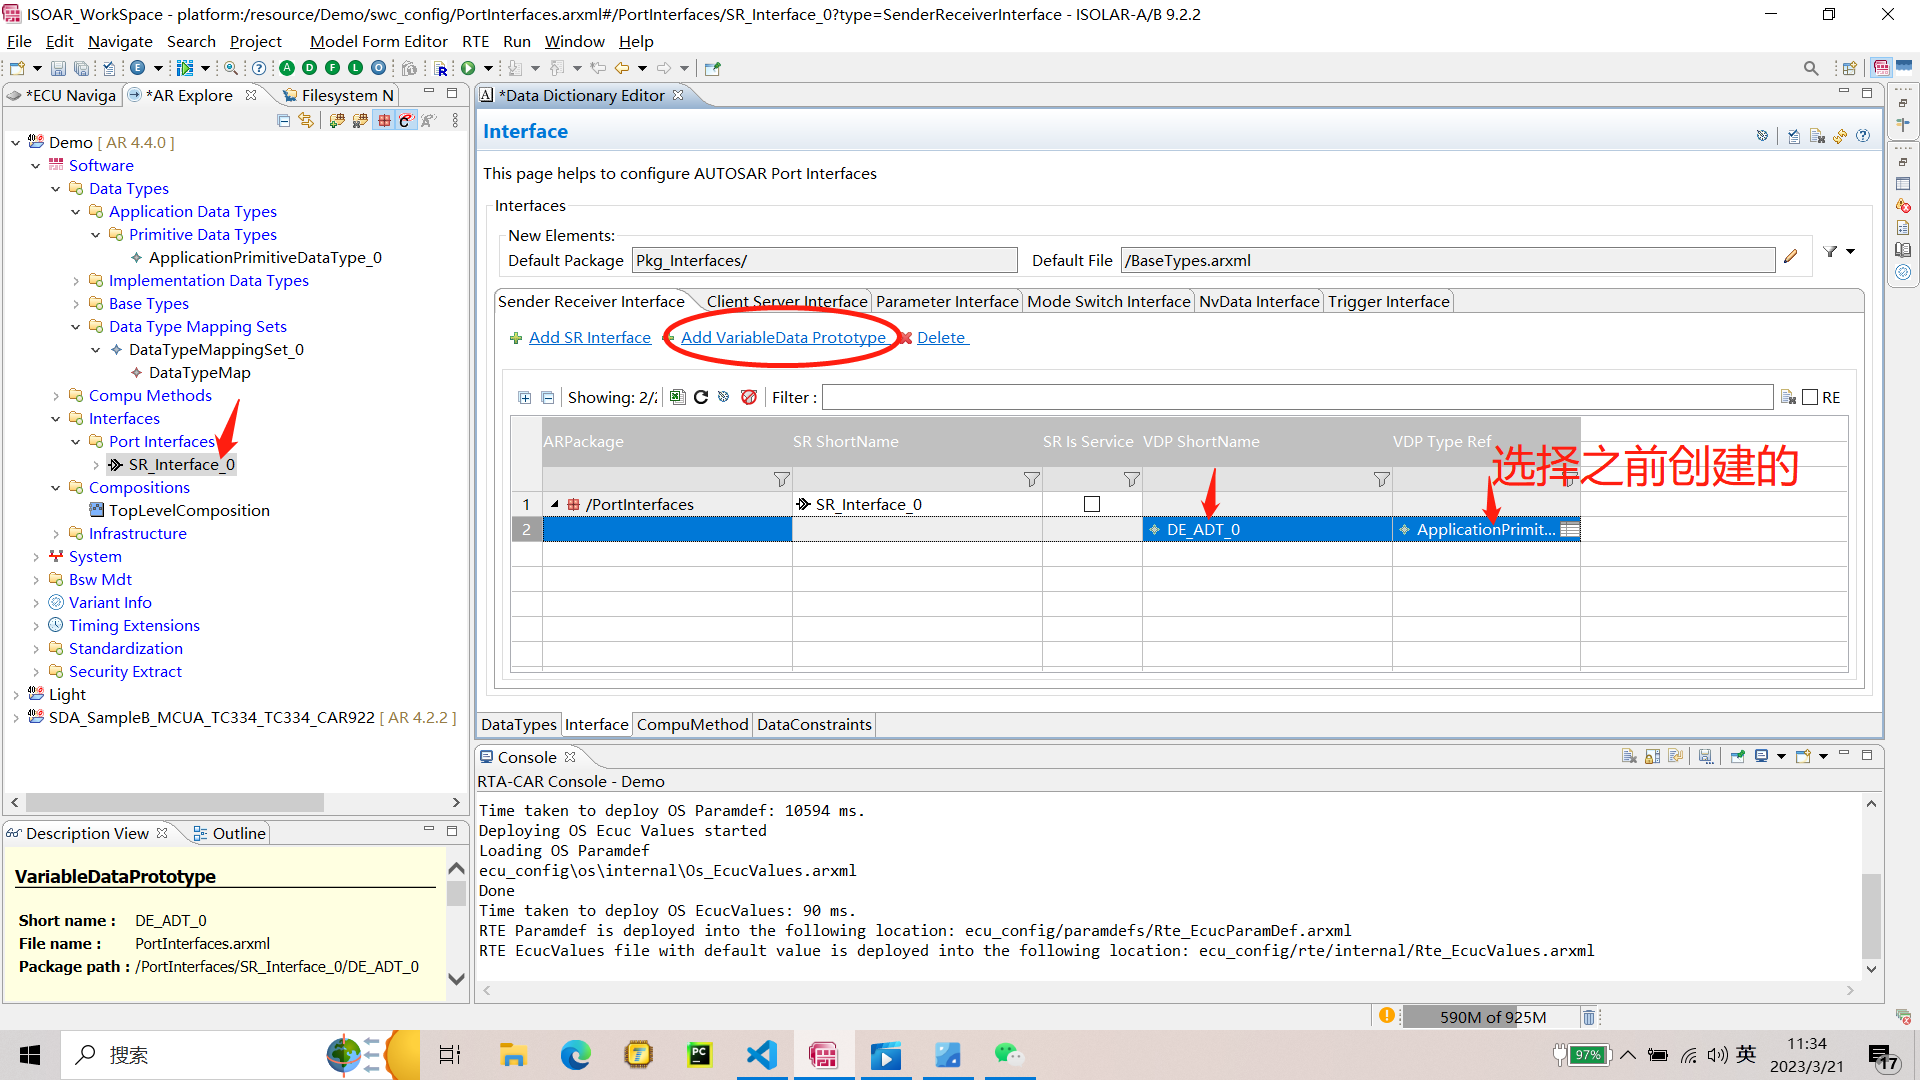 ISOAR_WorkSpace - platform:/resource/Demo/swc_config/PortInterfaces.arxml#/PortInterfaces/SR_Interface_0?type=SenderReceiverInterface - ISOLAR-A/B 9.2.2
File Edit Navigate Search Project Model Form Editor RTE Run Window Help
*ECU Naviga *AR Explore Filesystem N
Demo [ AR 4.4.0 ]
Software
Data Types
Application Data Types
Primitive Data Types
ApplicationPrimitiveDataType_0
Implementation Data Types
Base Types
Data Type Mapping Sets
DataTypeMappingSet_0
DataTypeMap
Compu Methods
Interfaces
Port Interfaces
SR_Interface_0
Compositions
TopLevelComposition
Infrastructure
System
Bsw Mdt
Variant Info
Timing Extensions
Standardization
Security Extract
Light
SDA_SampleB_MCUA_TC334_TC334_CAR922 [ AR 4.2.2 ]
Description View Outline
VariableDataPrototype
Short name : DE_ADT_0
File name : PortInterfaces.arxml
Package path : /PortInterfaces/SR_Interface_0/DE_ADT_0
*Data Dictionary Editor
Interface
This page helps to configure AUTOSAR Port Interfaces
Interfaces
New Elements:
Default Package Pkg_Interfaces/ Default File /BaseTypes.arxml
Sender Receiver Interface Client Server Interface Parameter Interface Mode Switch Interface NvData Interface Trigger Interface
Add SR Interface Add VariableData Prototype Delete
Showing: 2/2 Filter : RE
ARPackage SR ShortName SR Is Service VDP ShortName VDP Type Ref
选择之前创建的
1 /PortInterfaces SR_Interface_0
2 DE_ADT_0 ApplicationPrimit...
DataTypes Interface CompuMethod DataConstraints
Console
RTA-CAR Console - Demo
Time taken to deploy OS Paramdef: 10594 ms.
Deploying OS Ecuc Values started
Loading OS Paramdef
ecu_config\os\internal\Os_EcucValues.arxml
Done
Time taken to deploy OS EcucValues: 90 ms.
RTE Paramdef is deployed into the following location: ecu_config/paramdefs/Rte_EcucParamDef.arxml
RTE EcucValues file with default value is deployed into the following location: ecu_config/rte/internal/Rte_EcucValues.arxml
590M of 925M
搜索
97%
英
11:34
2023/3/21
17